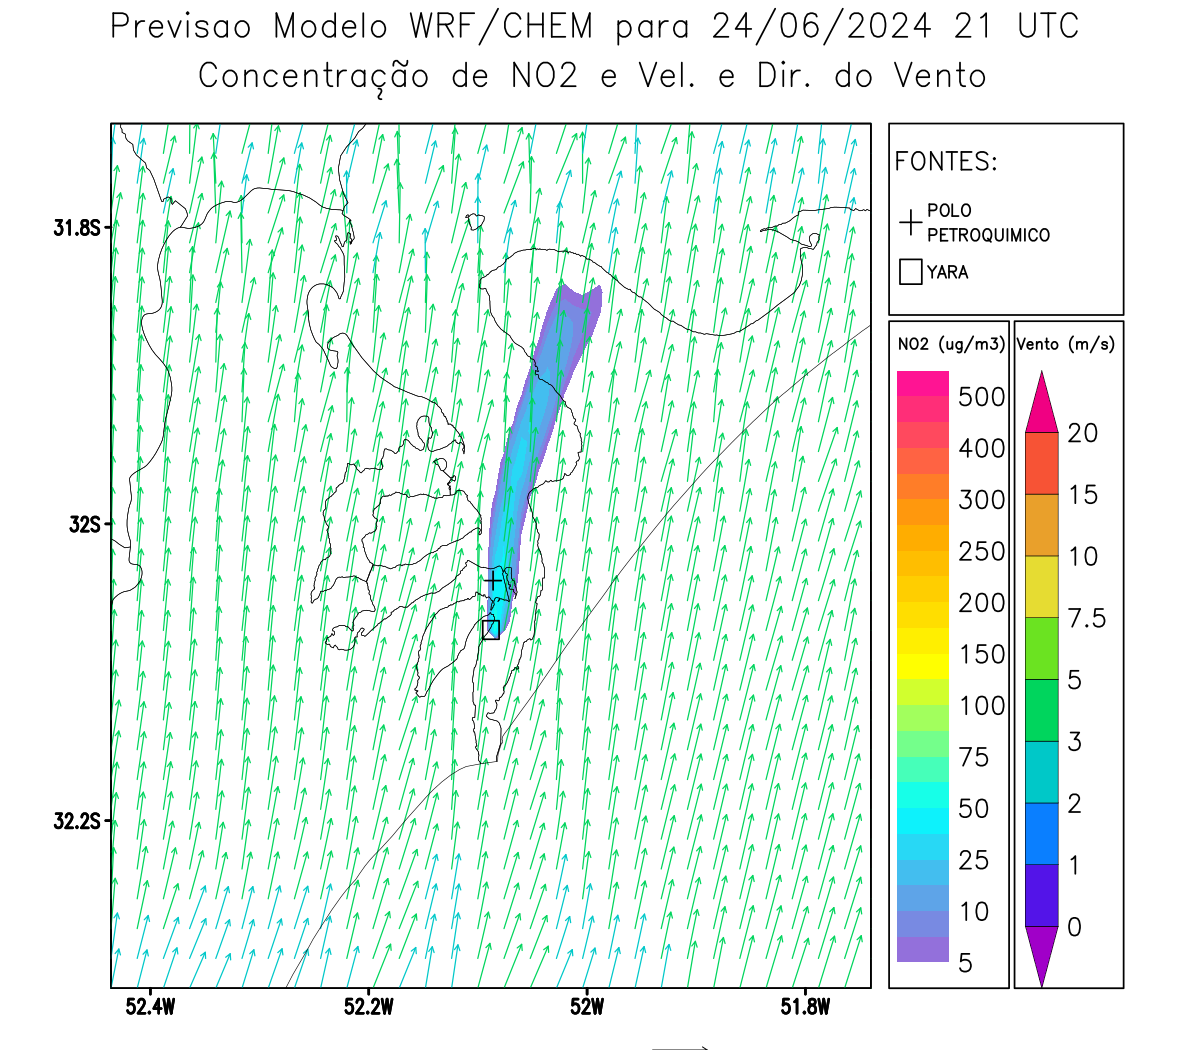 Previsao Modelo WRF/CHEM para 24/06/2024 21 UTC
Concentração de NO2 e Vel. e Dir. do Vento
FONTES:
POLO
PETROQUIMICO
YARA
31.8S
32S
32.2S
52.4W
52.2W
52W
51.8W
NO2 (ug/m3)
500
400
300
250
200
150
100
75
50
25
10
5
Vento (m/s)
20
15
10
7.5
5
3
2
1
0